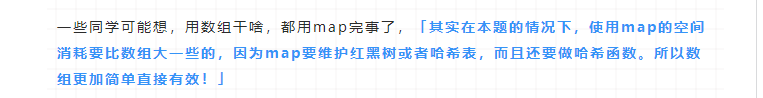 一些同学可能想，用数组干啥，都用map完事了，「其实在本题的情况下，使用map的空间
消耗要比数组大一些的，因为map要维护红黑树或者哈希表，而且还要做哈希函数。所以数
组更加简单直接有效！」